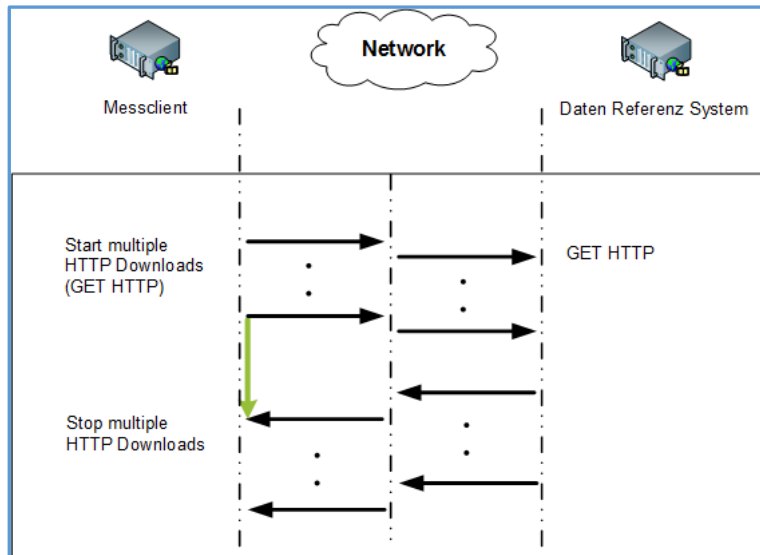 Network
Messclient
Daten Referenz System
Start multiple
HTTP Downloads
(GET HTTP)
GET HTTP
Stop multiple
HTTP Downloads